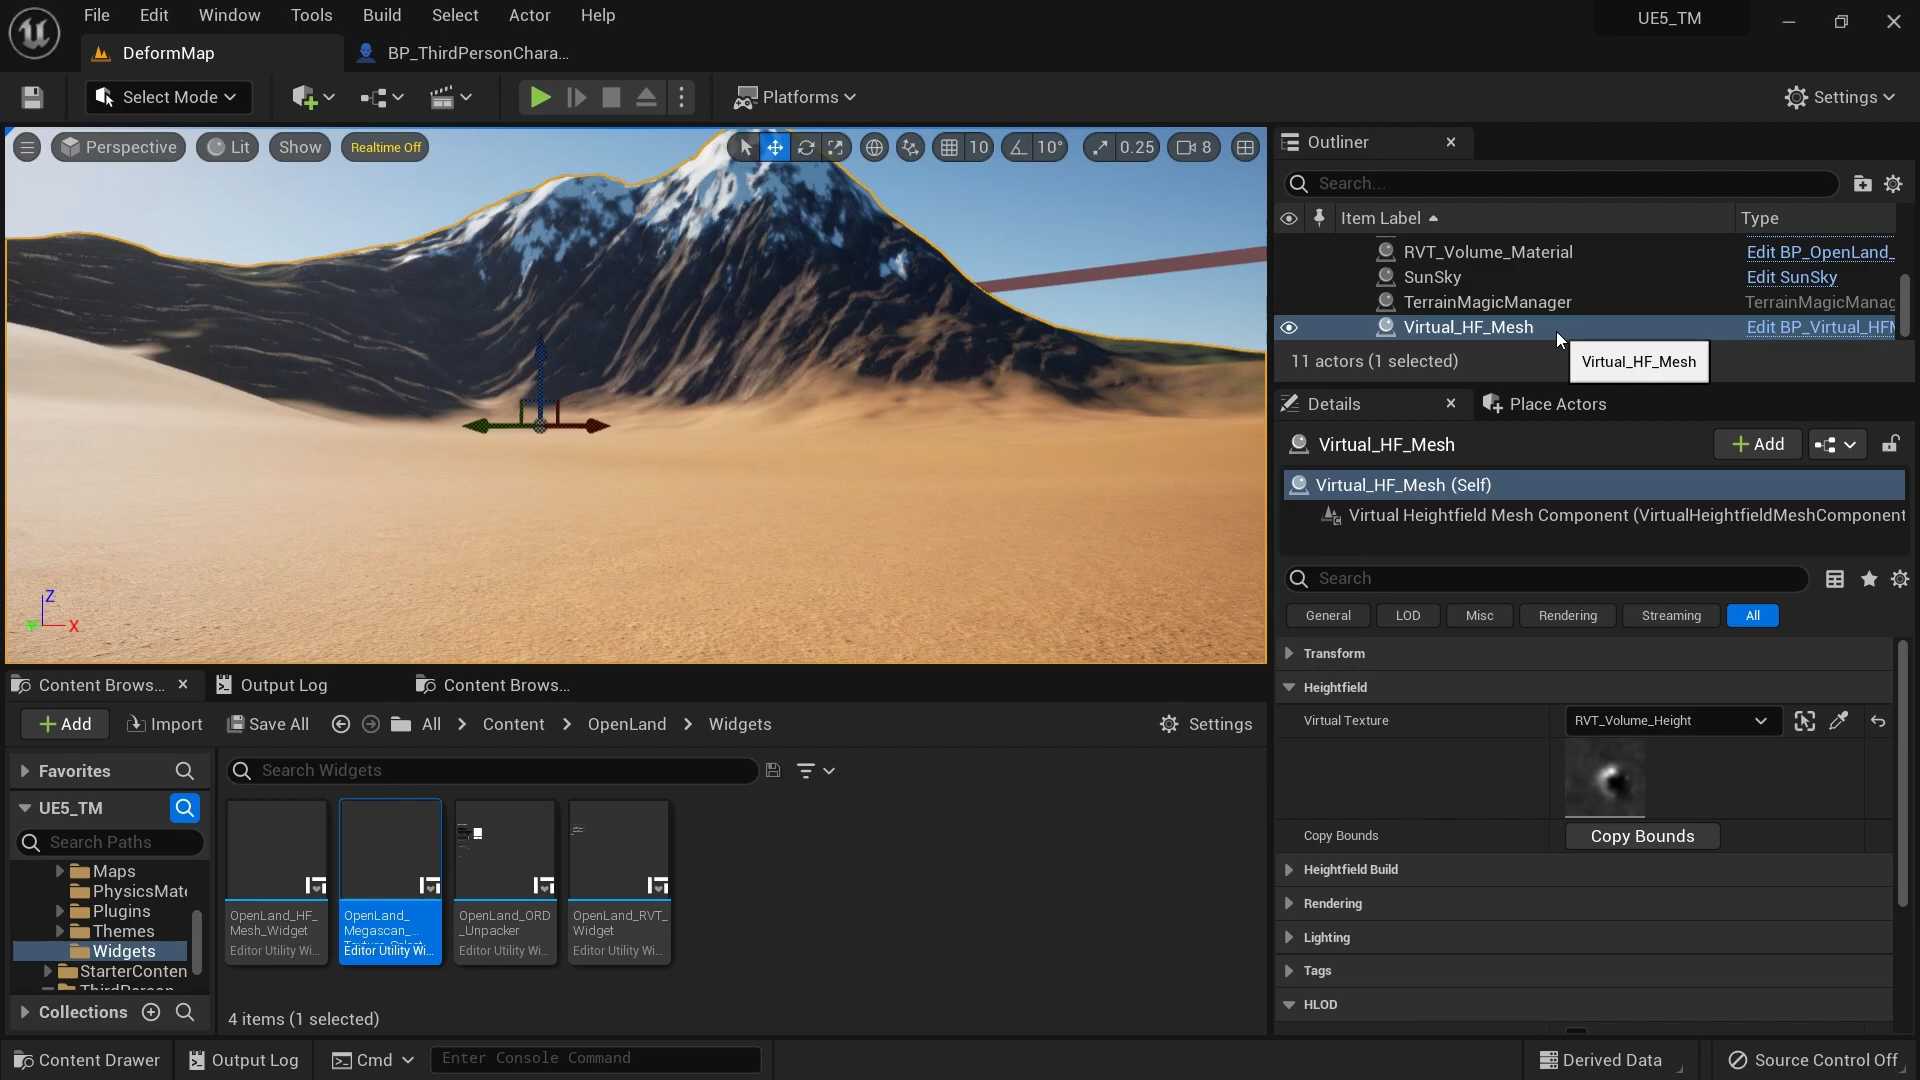 File Edit Window Tools Build Select Actor Help
UE5_TM
DeformMap
BP_ThirdPersonChara...
Select Mode
Platforms
Settings
Perspective Lit Show Realtime Off
10 10° 0.25 8
Z
Y X
Outliner
Search...
Item Label Type
RVT_Volume_Material Edit BP_OpenLand_
SunSky Edit SunSky
TerrainMagicManager TerrainMagicManag
Virtual_HF_Mesh Edit BP_Virtual_HFM
11 actors (1 selected)
Virtual_HF_Mesh
Details
Place Actors
Virtual_HF_Mesh
Add
Virtual_HF_Mesh (Self)
Virtual Heightfield Mesh Component (VirtualHeightfieldMeshComponent
Search
General LOD Misc Rendering Streaming All
Transform
Heightfield
Virtual Texture RVT_Volume_Height
Copy Bounds Copy Bounds
Heightfield Build
Rendering
Lighting
Tags
HLOD
Content Brows... Output Log Content Brows...
Add Import Save All All Content OpenLand Widgets Settings
Favorites
Search Widgets
UE5_TM
Search Paths
Maps
PhysicsMate
Plugins
Themes
Widgets
StarterConten
Collections
OpenLand_HF_
Mesh_Widget
Editor Utility Wi...
OpenLand_
Megascan_...
Editor Utility Wi...
OpenLand_ORD
_Unpacker
Editor Utility Wi...
OpenLand_RVT_
Widget
Editor Utility Wi...
4 items (1 selected)
Content Drawer Output Log Cmd Enter Console Command Derived Data Source Control Off